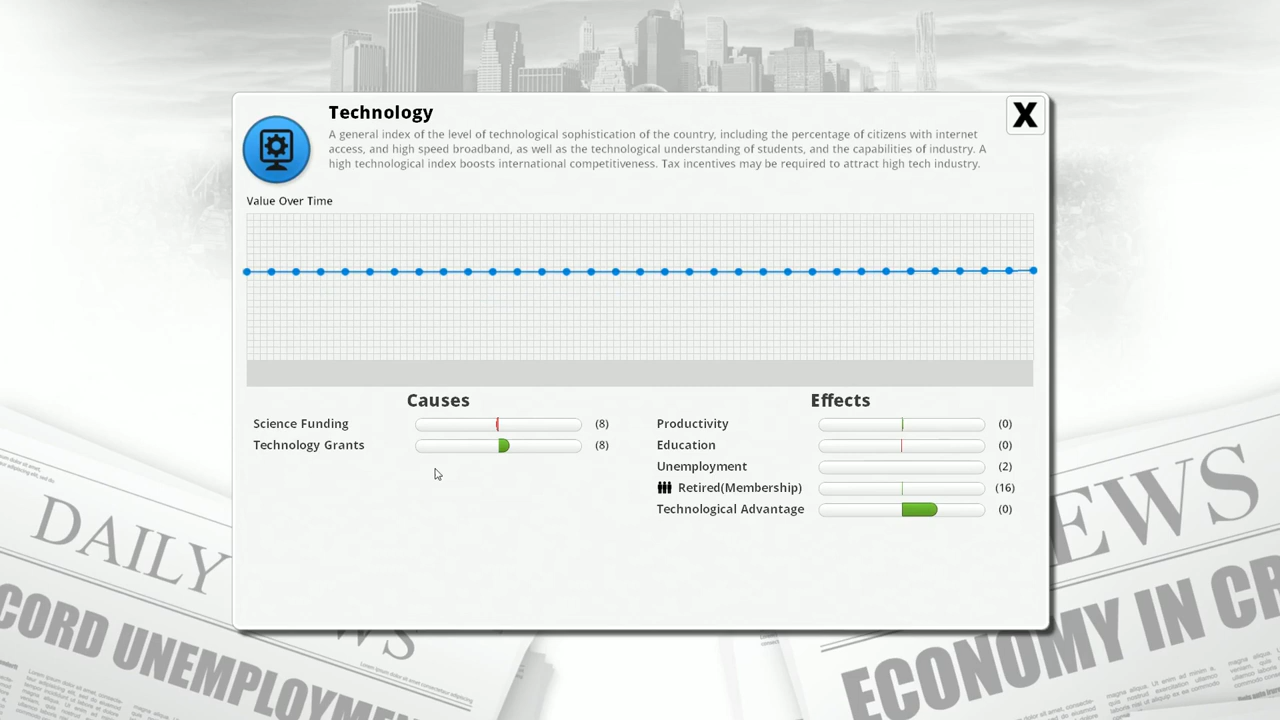 Technology
X
A general index of the level of technological sophistication of the country, including the percentage of citizens with internet
access, and high speed broadband, as well as the technological understanding of students, and the capabilities of industry. A
high technological index boosts international competitiveness. Tax incentives may be required to attract high tech industry.
Value Over Time
Causes
Science Funding (8)
Technology Grants (8)
Effects
Productivity (0)
Education (0)
Unemployment (2)
Retired(Membership) (16)
Technological Advantage (0)
DAILY
WS
CORD UNEMPLOYME
EWS
ECONOMY IN CR